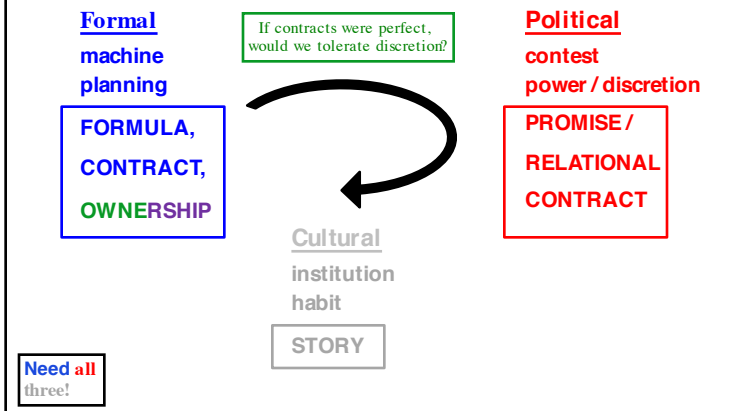 Formal
machine
planning
FORMULA,
CONTRACT,
OWNERSHIP
If contracts were perfect,
would we tolerate discretion?
Political
contest
power / discretion
PROMISE /
RELATIONAL
CONTRACT
Cultural
institution
habit
STORY
Need all
three!